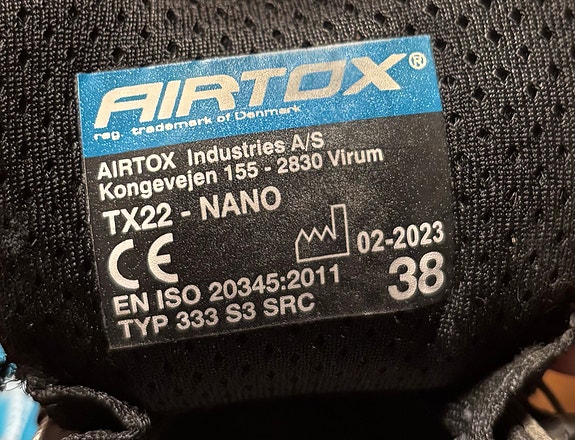 AIRTOX®
reg. trademark of Denmark
AIRTOX Industries A/S
Kongevejen 155 - 2830 Virum
TX22 - NANO
CE
02-2023
EN ISO 20345:2011
38
TYP 333 S3 SRC